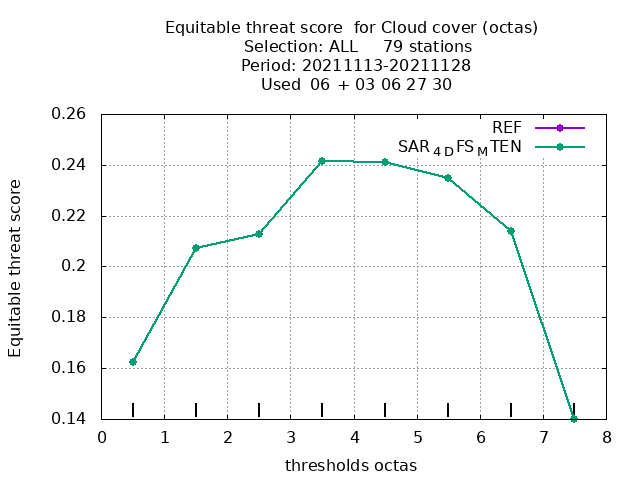 Equitable threat score  for Cloud cover (octas)
Selection: ALL     79 stations
Period: 20211113-20211128
Used  06  + 03 06 27 30
REF
SAR4DFSMTEN
Equitable threat score
0.26
0.24
0.22
0.2
0.18
0.16
0.14
0 1 2 3 4 5 6 7 8
thresholds octas